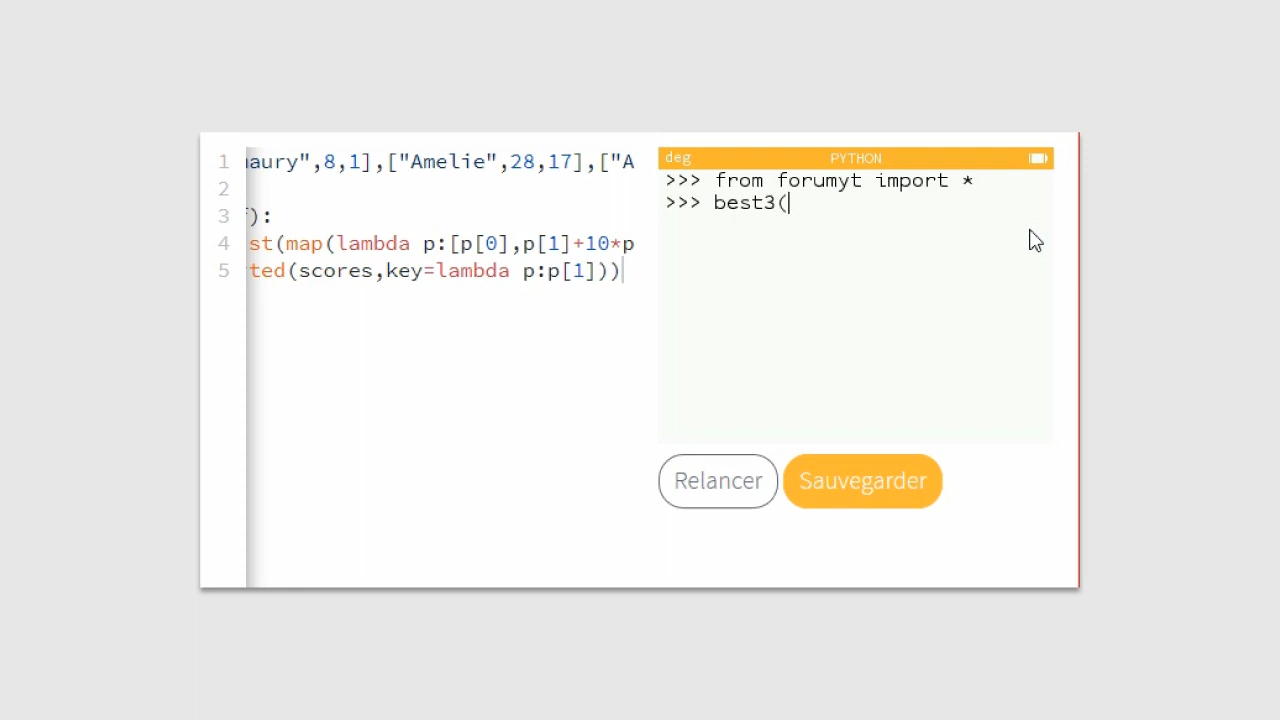 1 aury",8,1],["Amelie",28,17],["A
2
3 ):
4 st(map(lambda p:[p[0],p[1]+10*p
5 ted(scores,key=lambda p:p[1]))
deg PYTHON
>>> from forumyt import *
>>> best3(
Relancer Sauvegarder